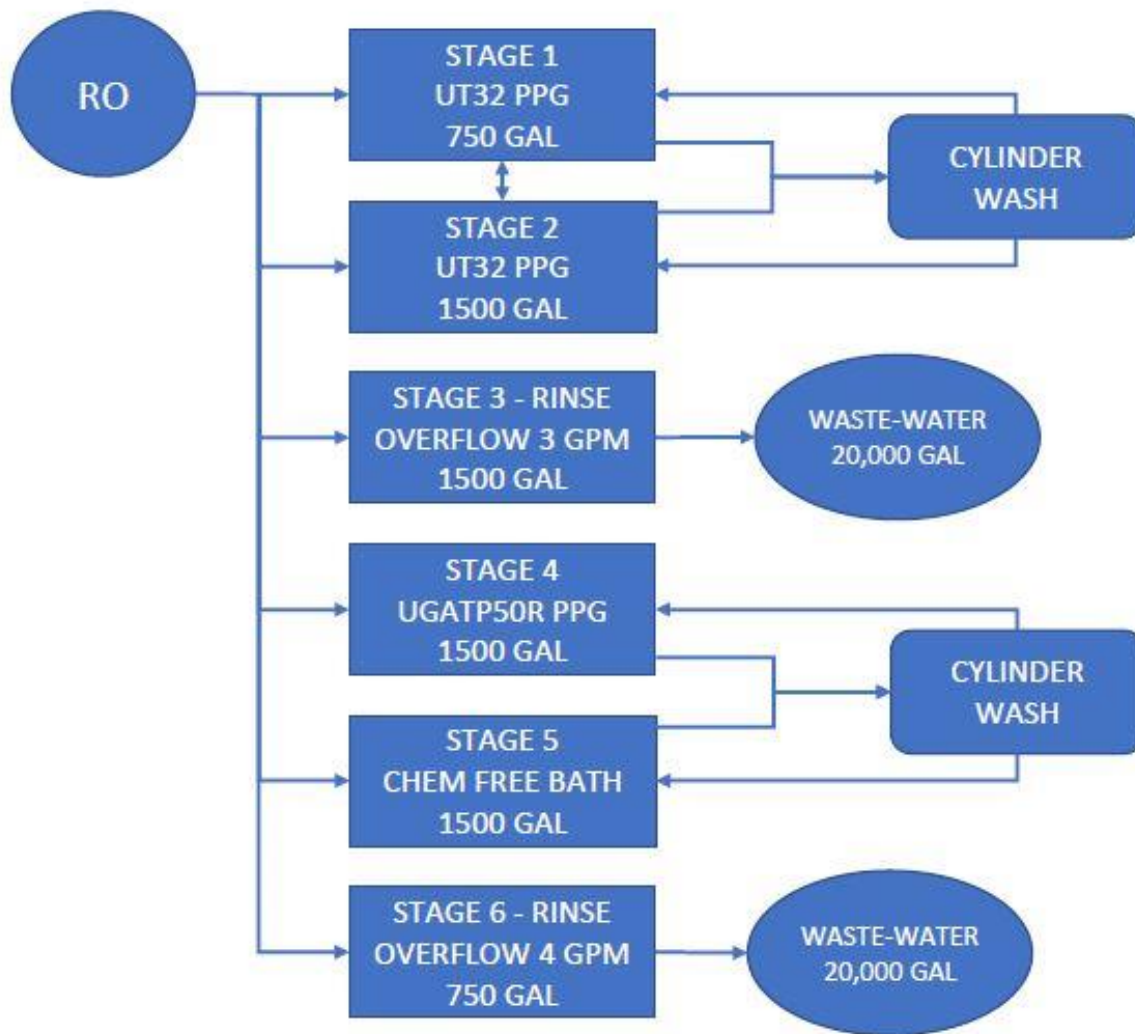 RO
STAGE 1
UT32 PPG
750 GAL
CYLINDER
WASH
STAGE 2
UT32 PPG
1500 GAL
STAGE 3 - RINSE
OVERFLOW 3 GPM
1500 GAL
WASTE-WATER
20,000 GAL
STAGE 4
UGATP50R PPG
1500 GAL
CYLINDER
WASH
STAGE 5
CHEM FREE BATH
1500 GAL
STAGE 6 - RINSE
OVERFLOW 4 GPM
750 GAL
WASTE-WATER
20,000 GAL